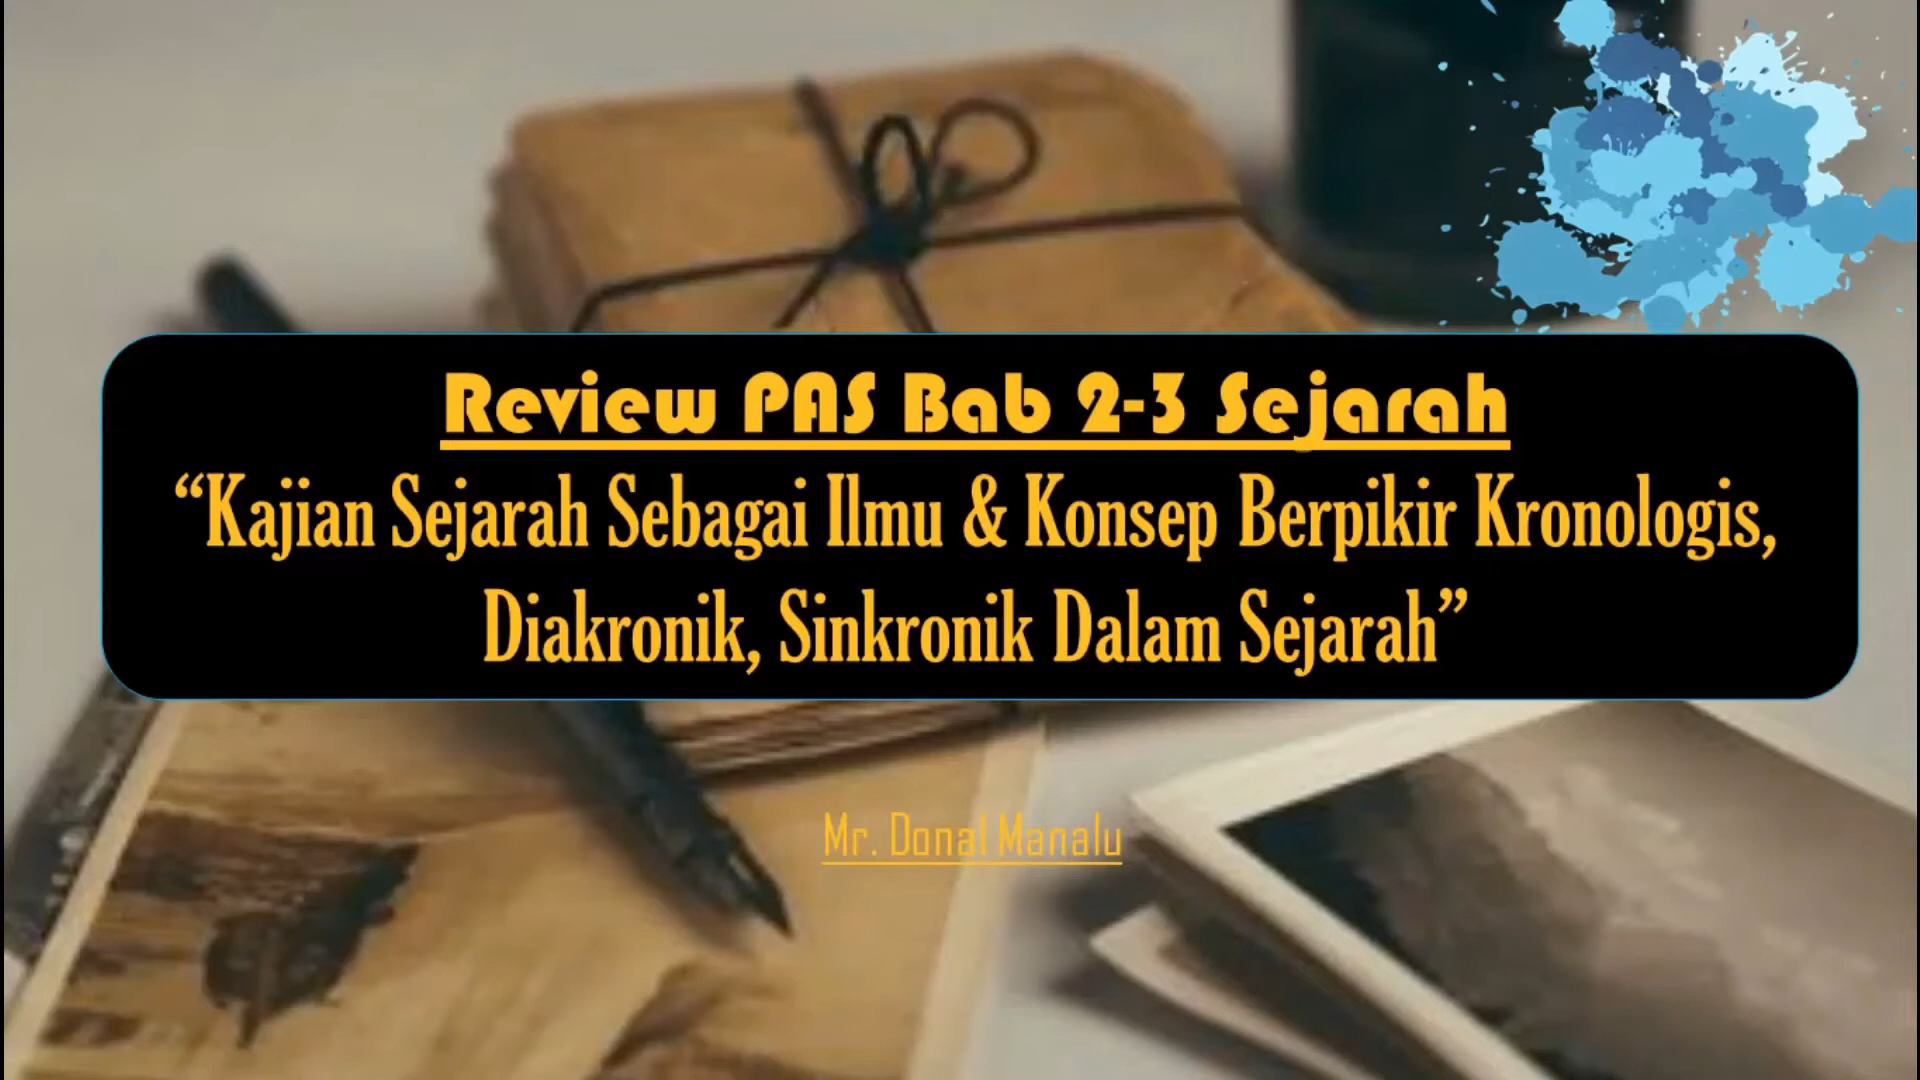 Review PAS Bab 2-3 Sejarah
“Kajian Sejarah Sebagai Ilmu & Konsep Berpikir Kronologis,
Diakronik, Sinkronik Dalam Sejarah”
Mr. Donal Manalu